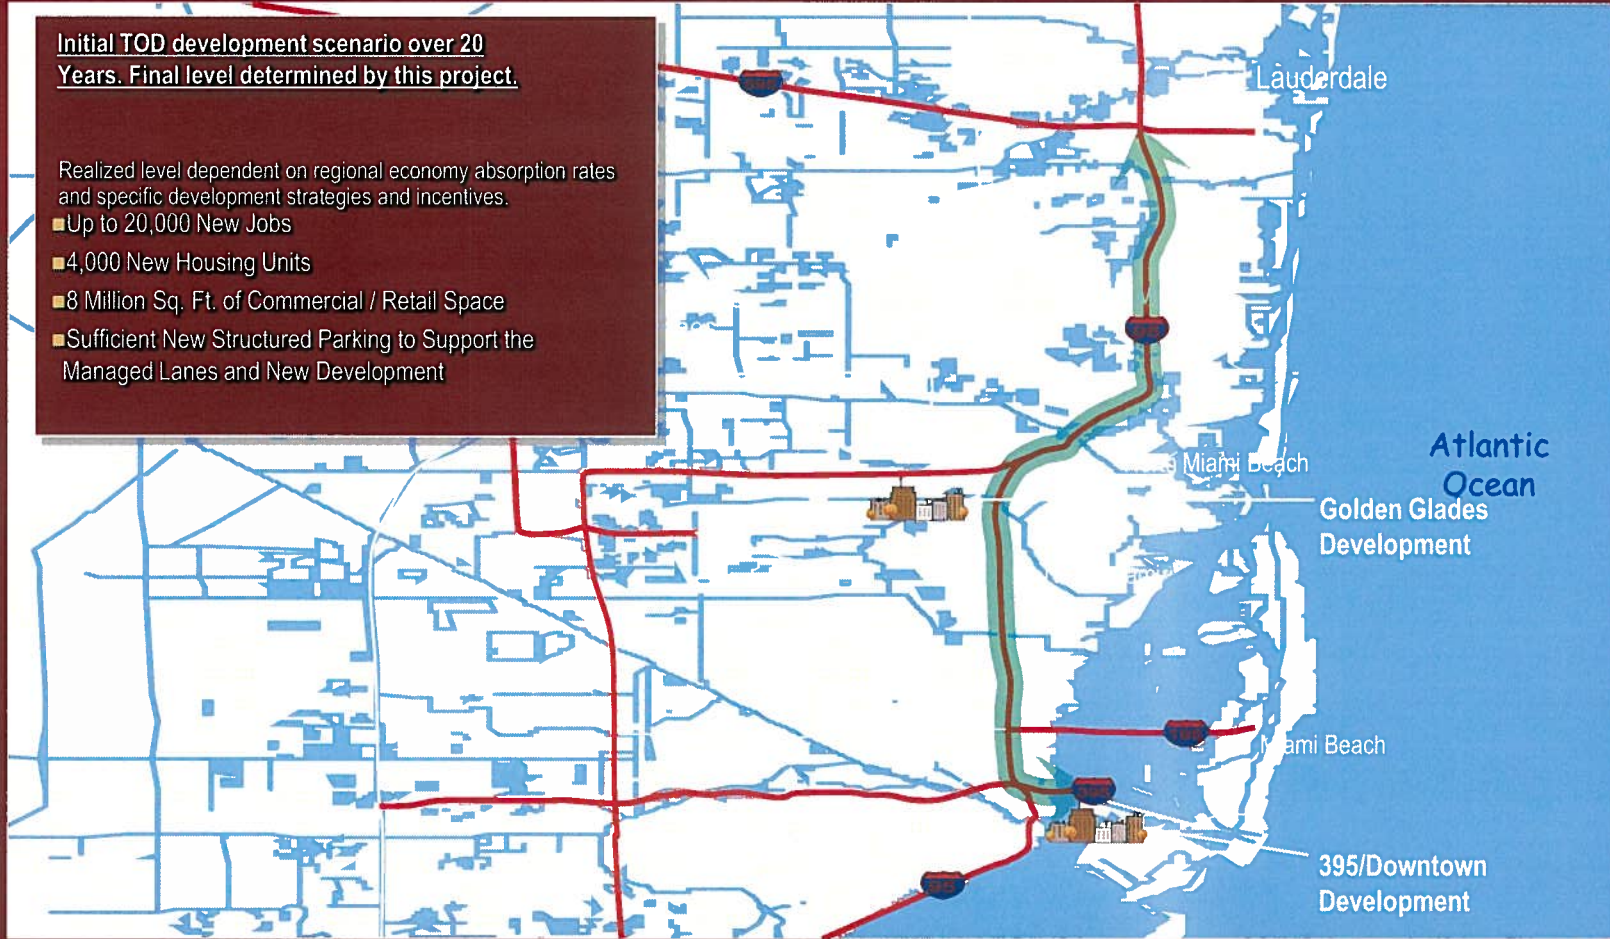 Initial TOD development scenario over 20
Years. Final level determined by this project.
Realized level dependent on regional economy absorption rates
and specific development strategies and incentives.
Up to 20,000 New Jobs
4,000 New Housing Units
8 Million Sq. Ft. of Commercial / Retail Space
Sufficient New Structured Parking to Support the
Managed Lanes and New Development
Lauderdale
95
Miami Beach
Atlantic
Ocean
Golden Glades
Development
Miami Beach
395
395/Downtown
Development
95